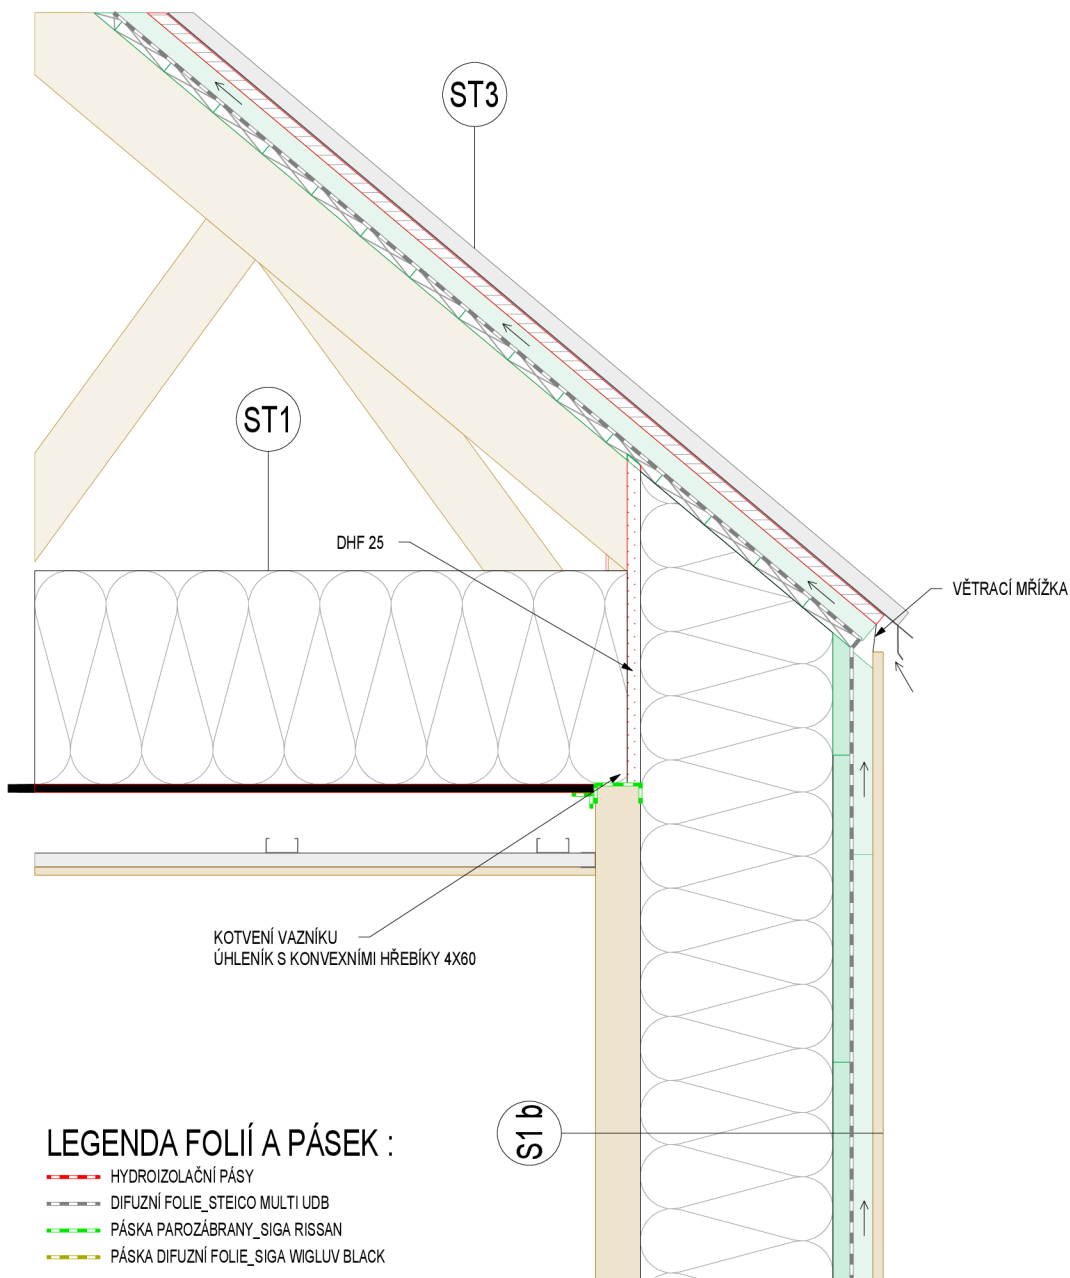 ST3
ST1
DHF 25
VĚTRACÍ MŘÍŽKA
KOTVENÍ VAZNÍKU
ÚHLENÍK S KONVEXNÍMI HŘEBÍKY 4X60
S1 b
LEGENDA FOLIÍ A PÁSEK :
HYDROIZOLAČNÍ PÁSY
DIFUZNÍ FOLIE_STEICO MULTI UDB
PÁSKA PAROZÁBRANY_SIGA RISSAN
PÁSKA DIFUZNÍ FOLIE_SIGA WIGLUV BLACK